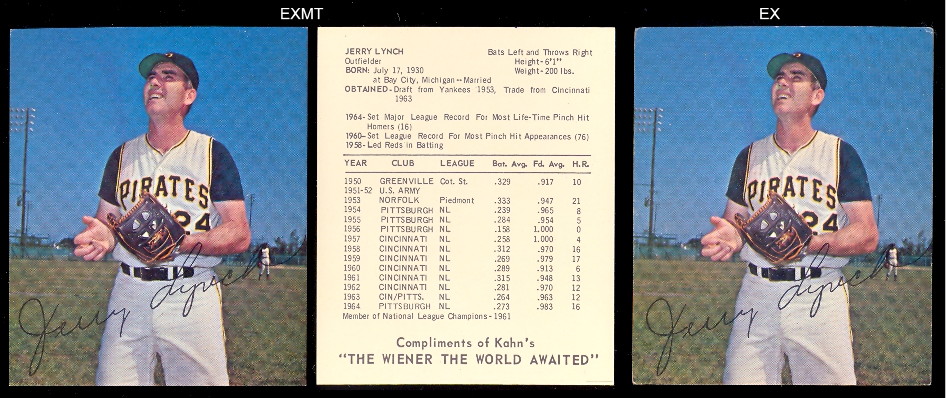 EXMT
EX
PIRATES
24
Jerry Lynch
JERRY LYNCH Bats Left and Throws Right
Outfielder Height-6'1"
BORN: July 17, 1930 Weight-200 lbs.
at Bay City, Michigan--Married
OBTAINED-Draft from Yankees 1953, Trade from Cincinnati
1963
1964-Set Major League Record For Most Life-Time Pinch Hit
Homers (16)
1960-Set League Record For Most Pinch Hit Appearances (76)
1958-Led Reds in Batting
YEAR CLUB LEAGUE Bat. Avg. Fd. Avg. H.R.
1950 GREENVILLE Cot. St. .329 .917 10
1951-52 U.S. ARMY
1953 NORFOLK Piedmont .333 .947 21
1954 PITTSBURGH NL .239 .965 8
1955 PITTSBURGH NL .284 .954 5
1956 PITTSBURGH NL .158 1.000 0
1957 CINCINNATI NL .258 1.000 4
1958 CINCINNATI NL .312 .970 16
1959 CINCINNATI NL .269 .979 17
1960 CINCINNATI NL .289 .913 6
1961 CINCINNATI NL .315 .948 13
1962 CINCINNATI NL .281 .970 12
1963 CIN/PITTS. NL .264 .963 12
1964 PITTSBURGH NL .273 .983 16
Member of National League Champions-1961
Compliments of Kahn's
"THE WIENER THE WORLD AWAITED"
PIRATES
24
Jerry Lynch